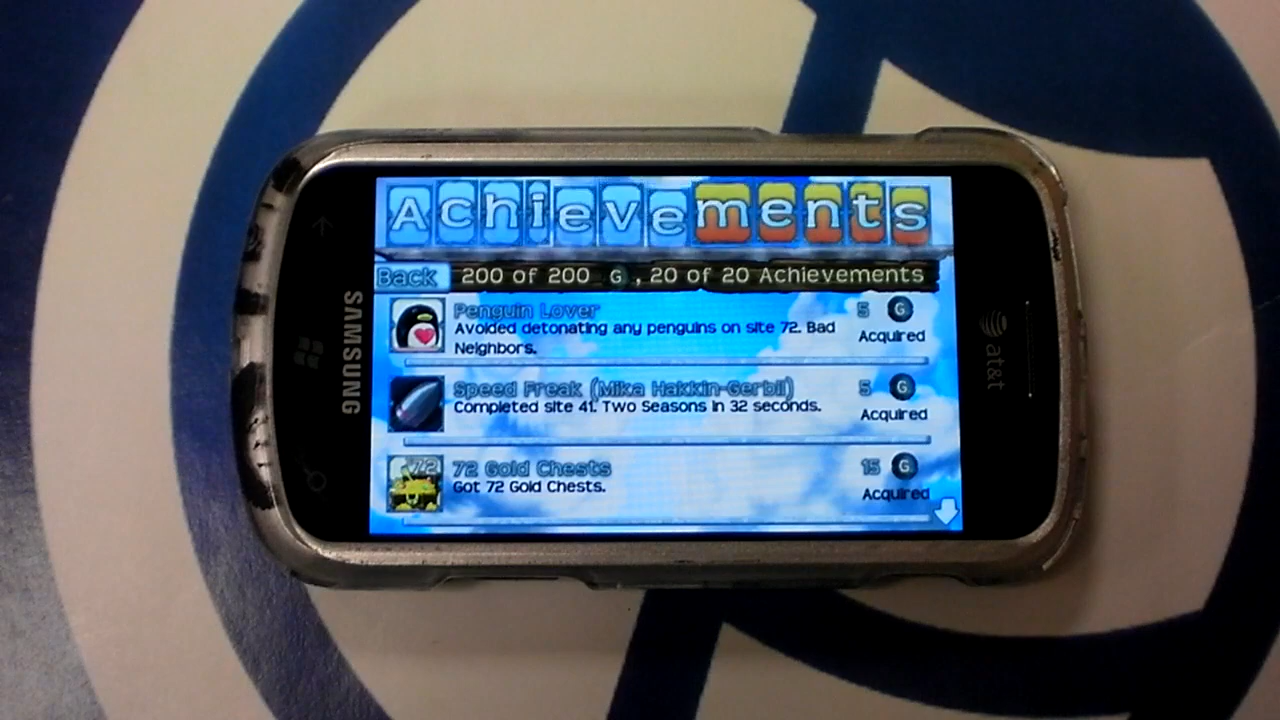 Achievements
Back 200 of 200 G , 20 of 20 Achievements
Penguin Lover 5 G
Avoided detonating any penguins on site 72. Bad
Neighbors.
Acquired
Speed Freak (Mika Hakkin-Gerbil) 5 G
Completed site 41. Two Seasons in 32 seconds.
Acquired
72
72 Gold Chests 15 G
Got 72 Gold Chests.
Acquired
SAMSUNG
at&t